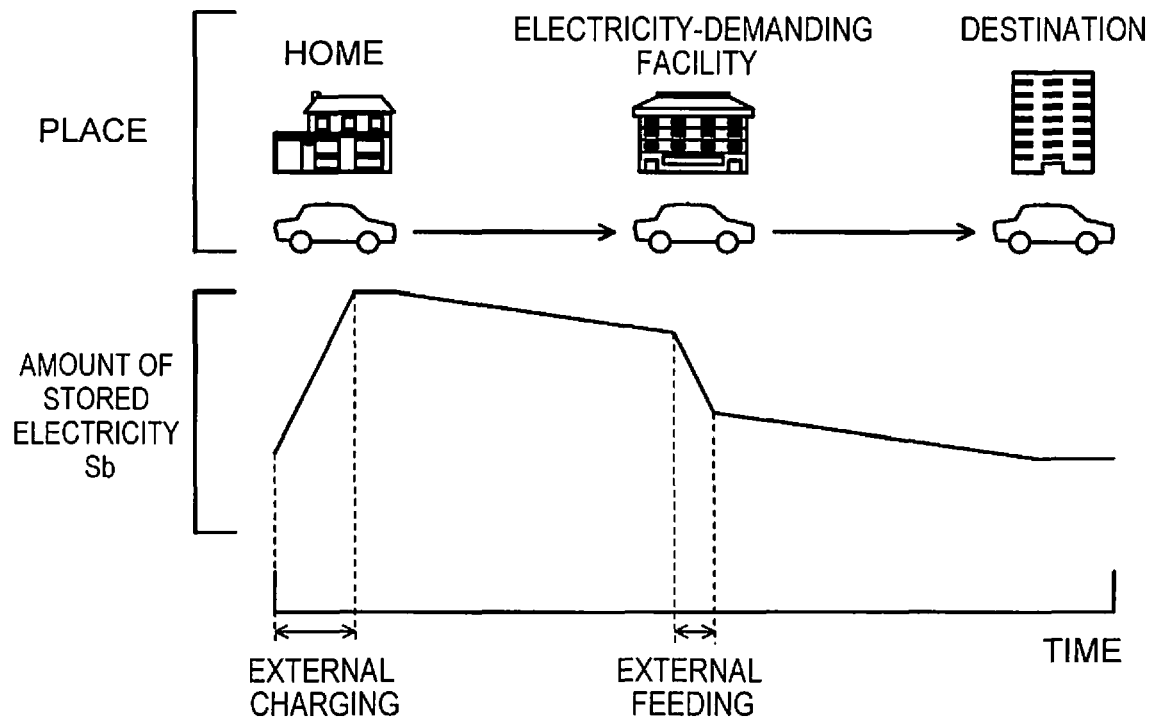 PLACE
HOME
ELECTRICITY-DEMANDING
FACILITY
DESTINATION
AMOUNT OF
STORED
ELECTRICITY
Sb
TIME
EXTERNAL
CHARGING
EXTERNAL
FEEDING